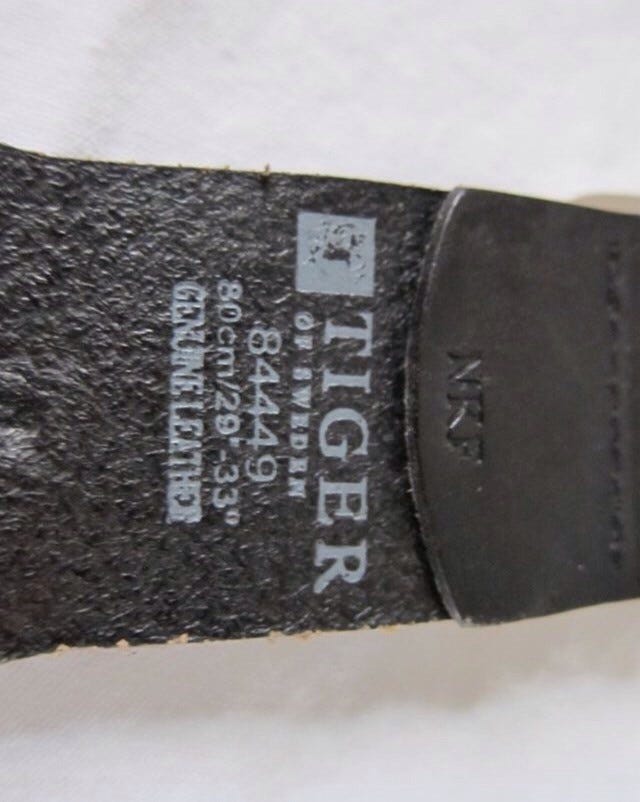 TIGER
OF SWEDEN
84449
80cm/29"-33"
GENUINE LEATHER
NKF